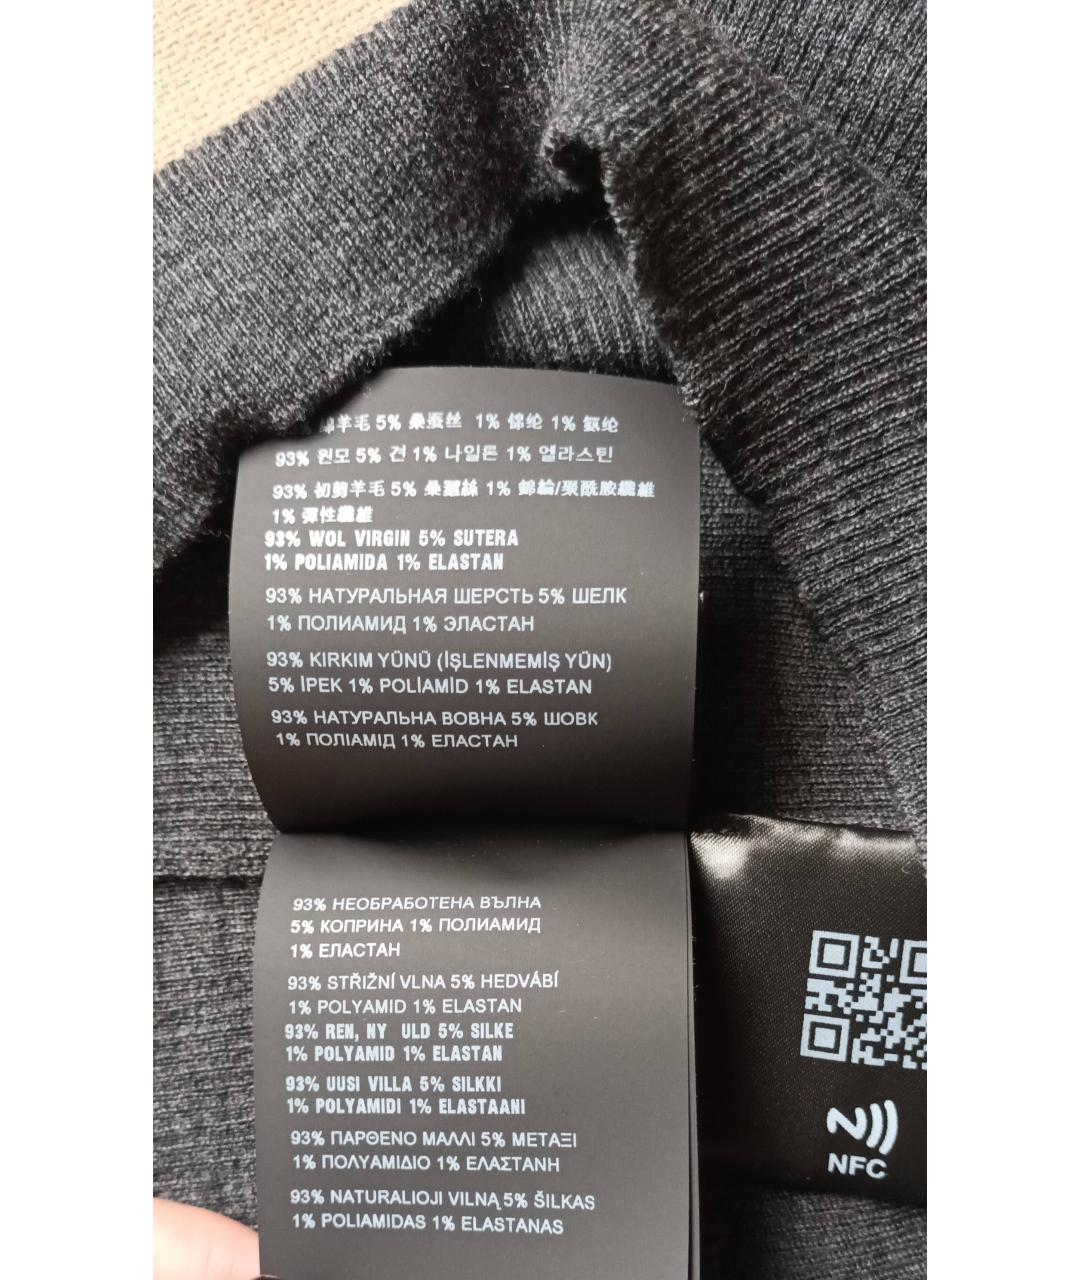 绵羊毛 5% 桑蚕丝 1% 锦纶 1% 氨纶
93% 원모 5% 견 1% 나일론 1% 엘라스틴
93% 初剪羊毛 5% 桑蠶絲 1% 錦綸/聚酰胺纖維
1% 彈性纖維
93% WOL VIRGIN 5% SUTERA
1% POLIAMIDA 1% ELASTAN
93% НАТУРАЛЬНАЯ ШЕРСТЬ 5% ШЕЛК
1% ПОЛИАМИД 1% ЭЛАСТАН
93% KIRKIM YÜNÜ (İŞLENMEMİŞ YÜN)
5% İPEK 1% POLİAMİD 1% ELASTAN
93% НАТУРАЛЬНА ВОВНА 5% ШОВК
1% ПОЛІАМІД 1% ЕЛАСТАН
93% НЕОБРАБОТЕНА ВЪЛНА
5% КОПРИНА 1% ПОЛИАМИД
1% ЕЛАСТАН
93% STŘIŽNÍ VLNA 5% HEDVÁBÍ
1% POLYAMID 1% ELASTAN
93% REN, NY ULD 5% SILKE
1% POLYAMID 1% ELASTAN
93% UUSI VILLA 5% SILKKI
1% POLYAMIDI 1% ELASTAANI
93% ΠΑΡΘΕΝΟ ΜΑΛΛΙ 5% ΜΕΤΑΞΙ
1% ΠΟΛΥΑΜΙΔΙΟ 1% ΕΛΑΣΤΑΝΗ
93% NATURALIOJI VILNĄ 5% ŠILKAS
1% POLIAMIDAS 1% ELASTANAS
NFC